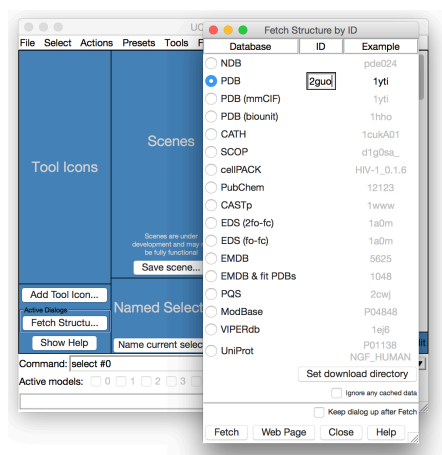 UC
Fetch Structure by ID
File Select Actions Presets Tools F
Database ID Example
NDB pde024
PDB 2guo 1yti
PDB (mmCIF) 1yti
PDB (biounit) 1hho
CATH 1cukA01
SCOP d1g0sa_
cellPACK HIV-1_0.1.6
PubChem 12123
CASTp 1www
EDS (2fo-fc) 1a0m
EDS (fo-fc) 1a0m
EMDB 5625
EMDB & fit PDBs 1048
PQS 2cwj
ModBase P04848
VIPERdb 1ej6
UniProt P01138
NGF_HUMAN
Set download directory
Ignore any cached data
Keep dialog up after Fetch
Fetch Web Page Close Help
Tool Icons
Scenes
Scenes are under
development and may
be fully functional
Save scene...
Add Tool Icon...
Active Dialogs
Fetch Structu...
Show Help
Named Select
Name current selec
Command: select #0
Active models: 0 1 2 3